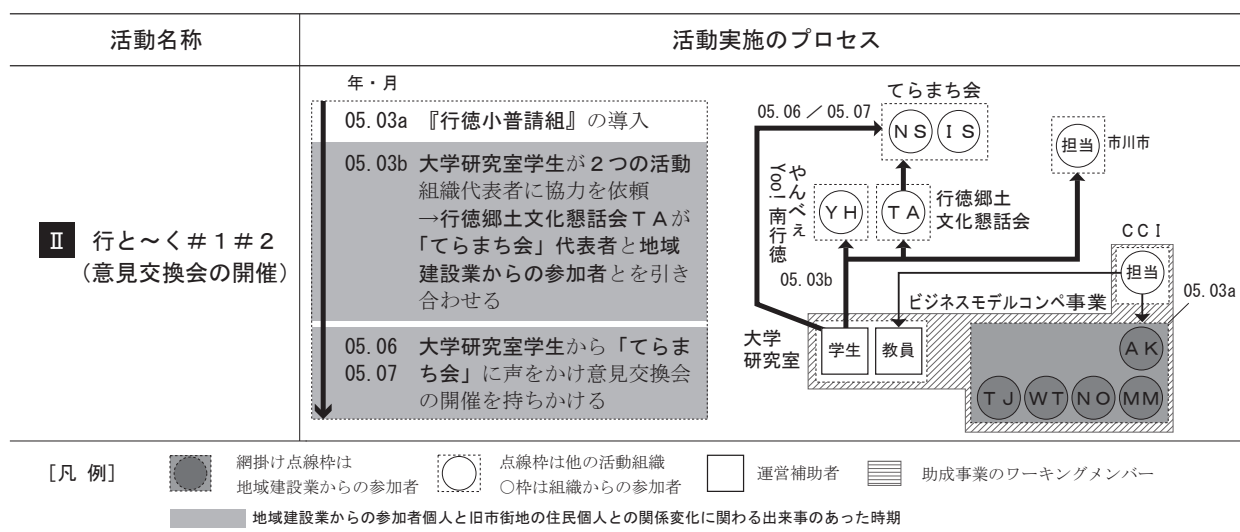 活動名称
活動実施のプロセス
Ⅱ 行と~く#1#2
(意見交換会の開催)
年・月
05.03a 『行徳小普請組』の導入
05.03b 大学研究室学生が2つの活動
組織代表者に協力を依頼
→行徳郷土文化懇話会TAが
「てらまち会」代表者と地域
建設業からの参加者とを引き
合わせる
05.06 大学研究室学生から「てらま
05.07 ち会」に声をかけ意見交換会
の開催を持ちかける
てらまち会
05.06/05.07
NS
IS
担当
市川市
やんべぇ
Yoo!南行徳
YH
TA
行徳郷土
文化懇話会
CCI
担当
05.03b
05.03a
ビジネスモデルコンペ事業
大学
研究室
学生
教員
AK
TJ
WT
NO
MM
[凡 例]
網掛け点線枠は
地域建設業からの参加者
点線枠は他の活動組織
○枠は組織からの参加者
運営補助者
助成事業のワーキングメンバー
地域建設業からの参加者個人と旧市街地の住民個人との関係変化に関わる出来事のあった時期